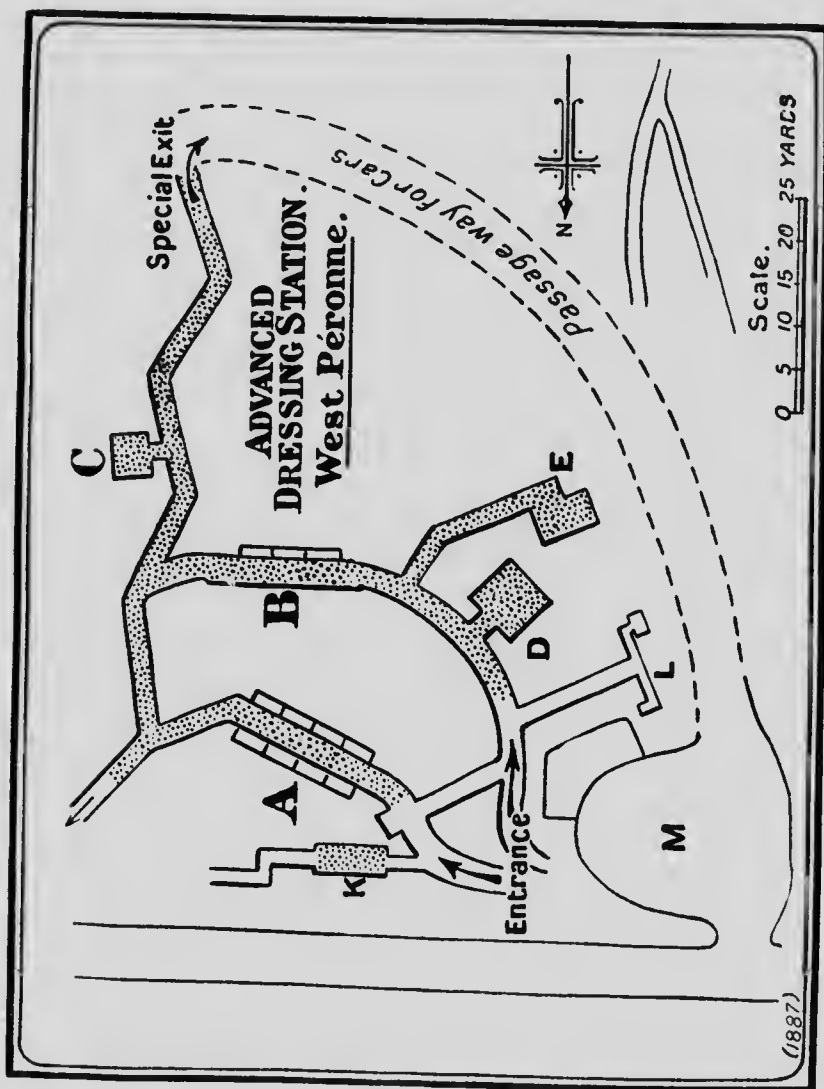 Special Exit
C
ADVANCED
DRESSING STATION.
West Péronne.
Passage way for Cars
N
A
B
E
D
K
L
Entrance
M
Scale.
0 5 10 15 20 25 YARDS
(1887)